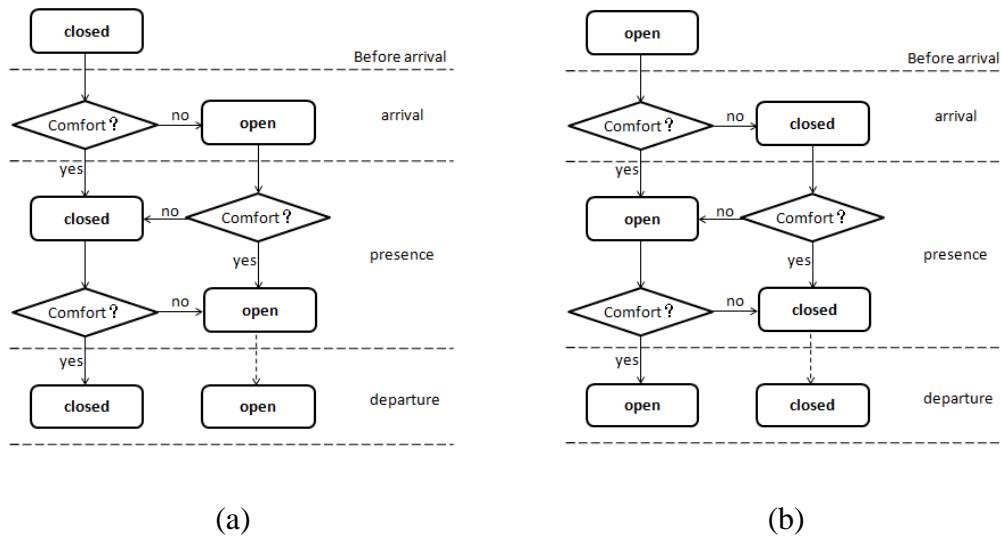 closed
Before arrival
Comfort？
no
open
arrival
yes
closed
no
Comfort？
yes
presence
Comfort？
no
open
yes
closed
open
departure
(a)
open
Before arrival
Comfort？
no
closed
arrival
yes
open
no
Comfort？
yes
presence
Comfort？
no
closed
yes
open
closed
departure
(b)